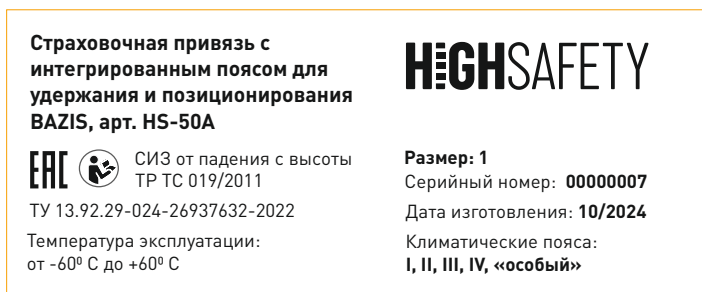 Страховочная привязь с
интегрированным поясом для
удержания и позиционирования
BAZIS, арт. HS-50A
EAC
СИЗ от падения с высоты
ТР ТС 019/2011
ТУ 13.92.29-024-26937632-2022
Температура эксплуатации:
от -60⁰ С до +60⁰ С
HIGHSAFETY
Размер: 1
Серийный номер: 00000007
Дата изготовления: 10/2024
Климатические пояса:
I, II, III, IV, «особый»